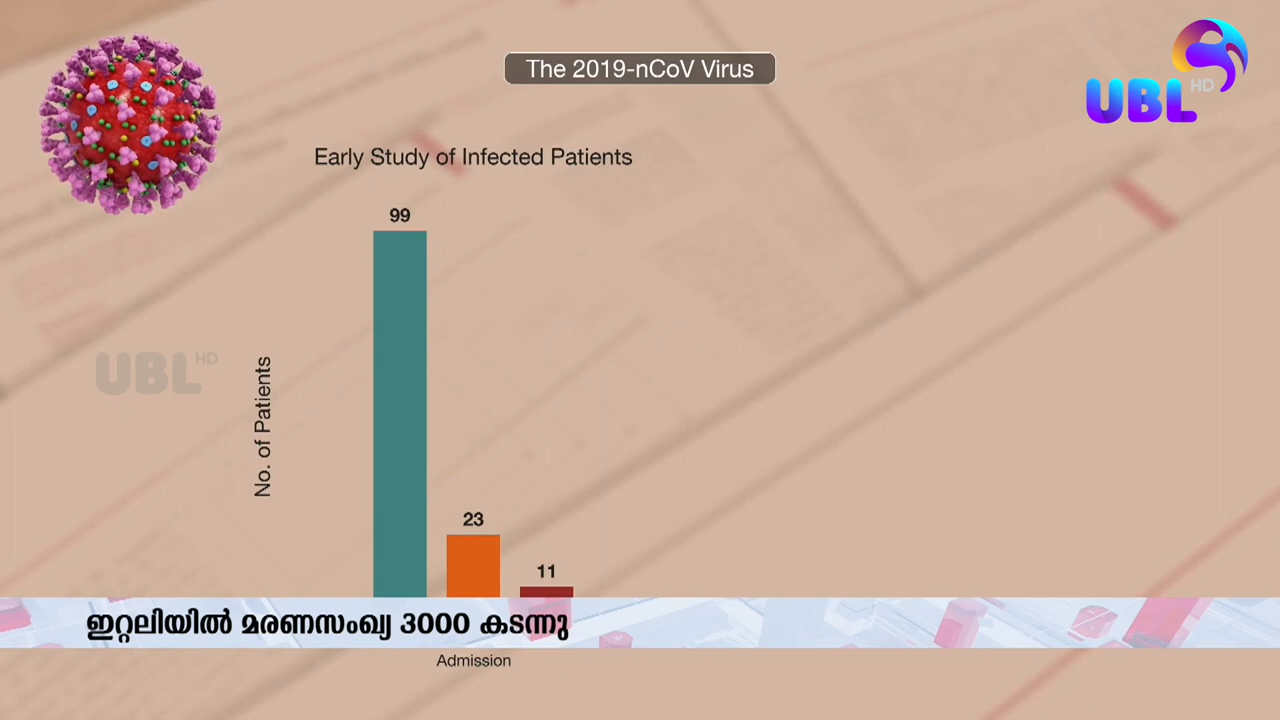 The 2019-nCoV Virus
UBL HD
Early Study of Infected Patients
99
UBL HD
No. of Patients
23
11
ഇറ്റലിയിൽ മരണസംഖ്യ 3000 കടന്നു
Admission